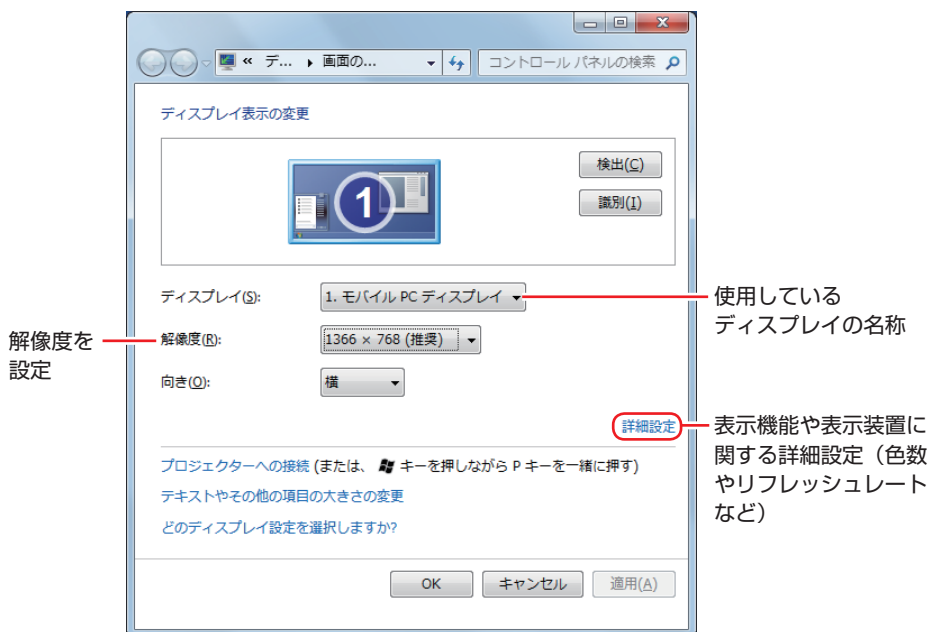 « デ... ▸ 画面の...
コントロール パネルの検索
ディスプレイ表示の変更
1
検出(C)
識別(I)
ディスプレイ(S):
1. モバイル PC ディスプレイ
使用している
ディスプレイの名称
解像度を
設定
解像度(R):
1366 × 768 (推奨)
向き(O):
横
詳細設定
表示機能や表示装置に
関する詳細設定（色数
やリフレッシュレート
など）
プロジェクターへの接続 (または、 キーを押しながら P キーを一緒に押す)
テキストやその他の項目の大きさの変更
どのディスプレイ設定を選択しますか?
OK
キャンセル
適用(A)